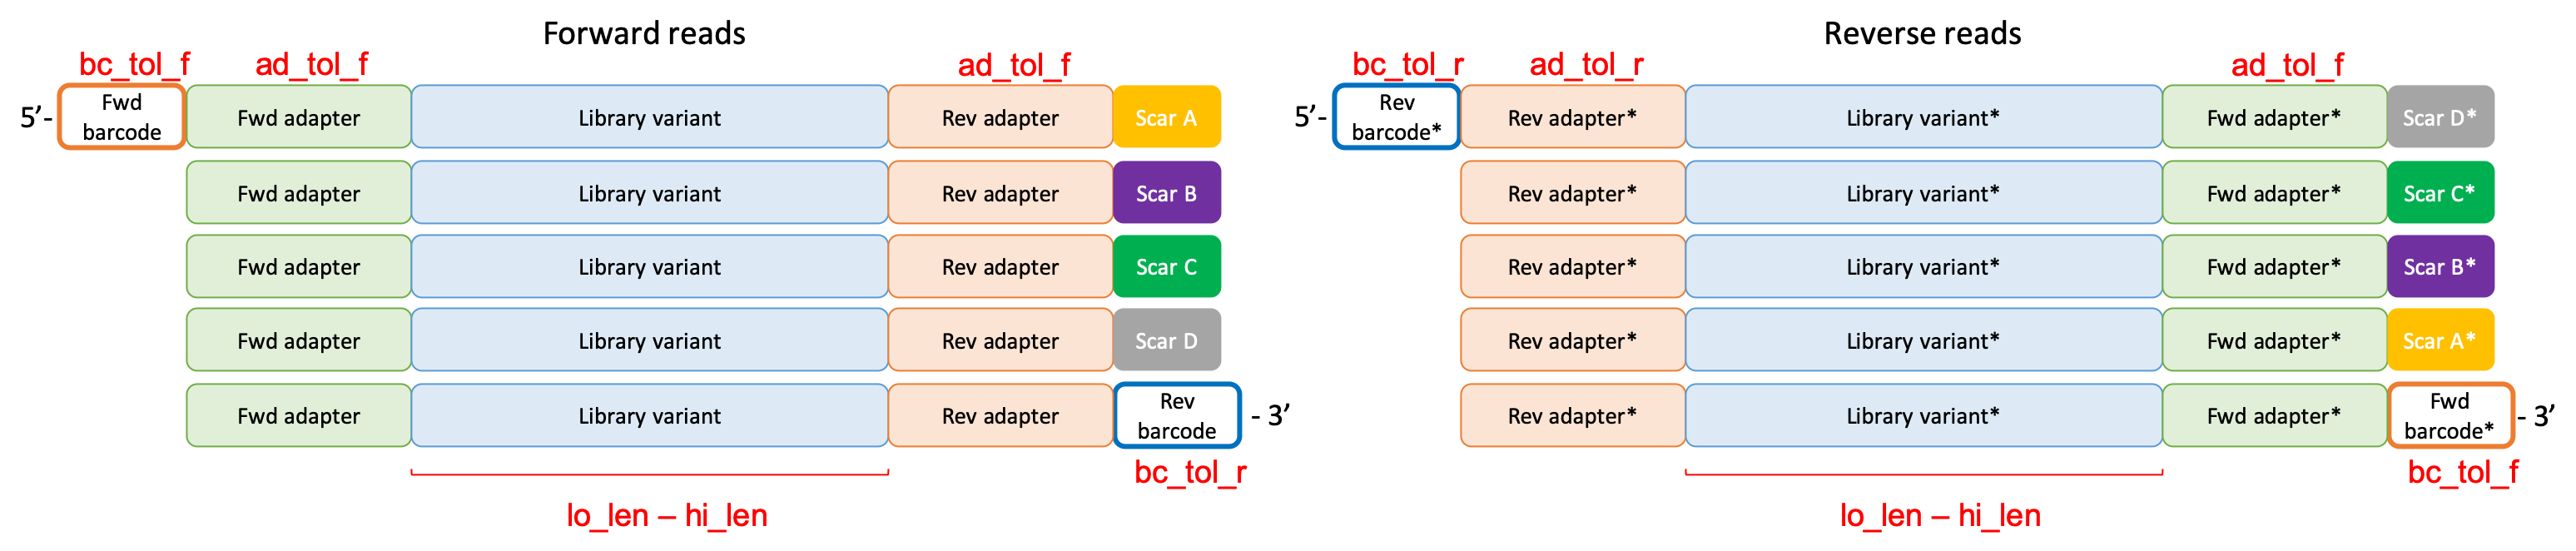 Forward reads
bc_tol_f ad_tol_f ad_tol_f
5’- Fwd barcode Fwd adapter Library variant Rev adapter Scar A
Fwd adapter Library variant Rev adapter Scar B
Fwd adapter Library variant Rev adapter Scar C
Fwd adapter Library variant Rev adapter Scar D
Fwd adapter Library variant Rev adapter Rev barcode - 3’
bc_tol_r
lo_len – hi_len
Reverse reads
bc_tol_r ad_tol_r ad_tol_f
5’- Rev barcode* Rev adapter* Library variant* Fwd adapter* Scar D*
Rev adapter* Library variant* Fwd adapter* Scar C*
Rev adapter* Library variant* Fwd adapter* Scar B*
Rev adapter* Library variant* Fwd adapter* Scar A*
Rev adapter* Library variant* Fwd adapter* Fwd barcode* - 3’
bc_tol_f
lo_len – hi_len